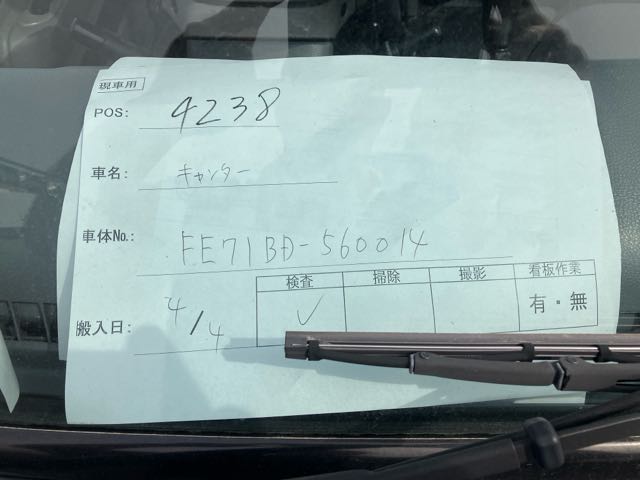 現車用
POS: 4238
車名: キャンター
車体No.: FE71BD-560014
搬入日: 4/4
検査 掃除 撮影 看板作業
✓ 有・無